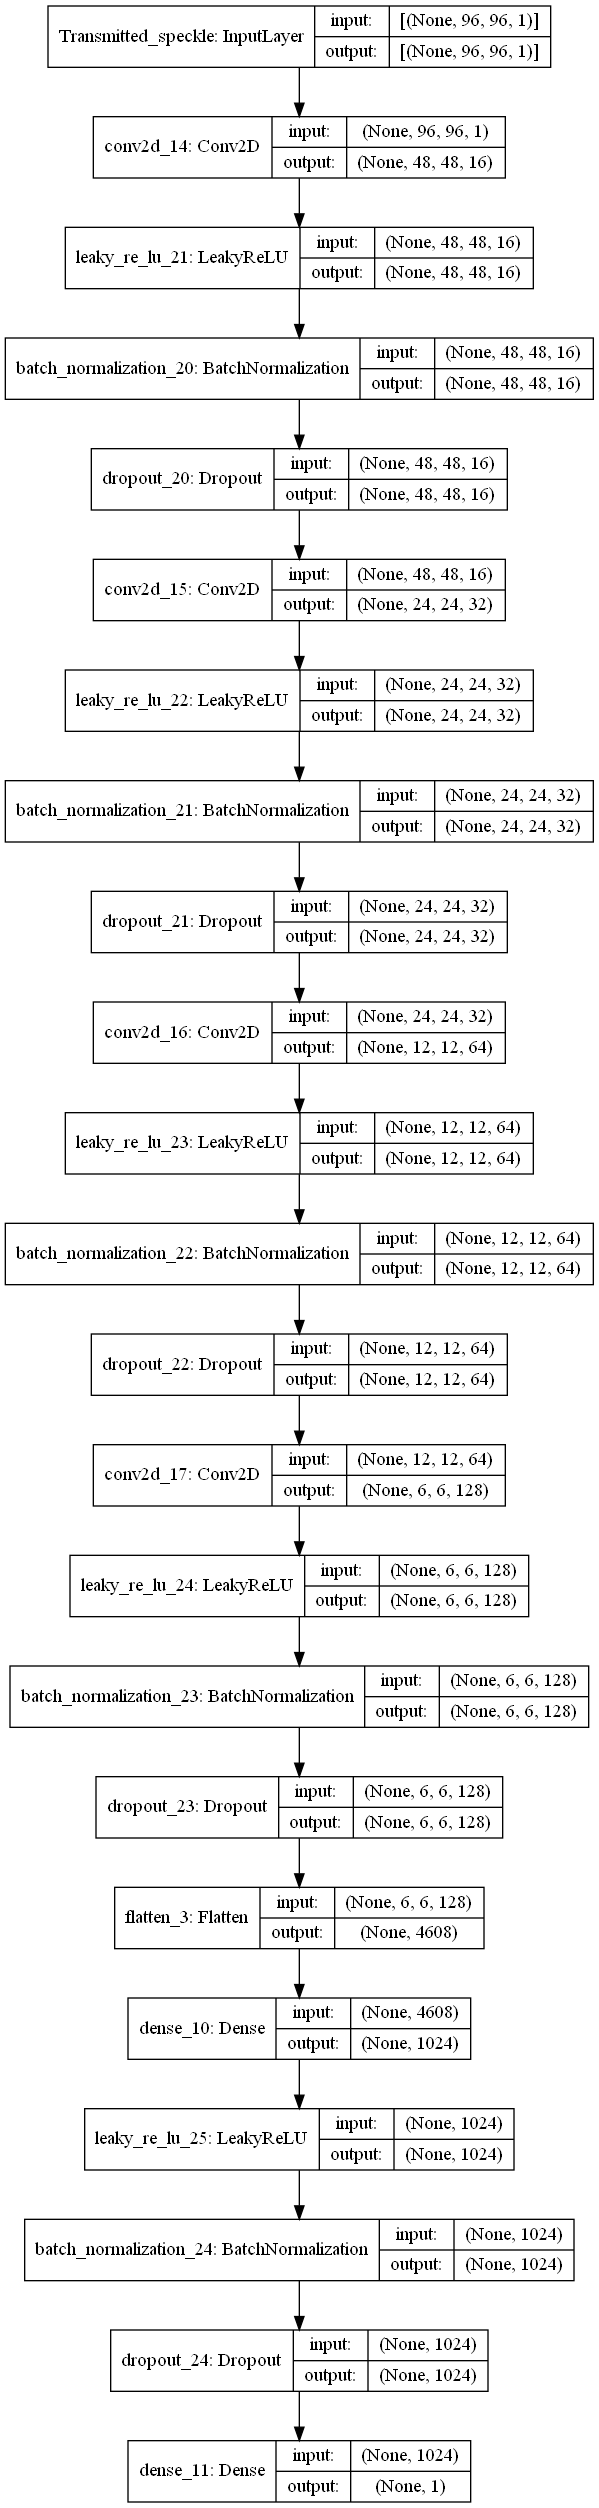 Transmitted_speckle: InputLayer
input:
[(None, 96, 96, 1)]
output:
[(None, 96, 96, 1)]
conv2d_14: Conv2D
input:
(None, 96, 96, 1)
output:
(None, 48, 48, 16)
leaky_re_lu_21: LeakyReLU
input:
(None, 48, 48, 16)
output:
(None, 48, 48, 16)
batch_normalization_20: BatchNormalization
input:
(None, 48, 48, 16)
output:
(None, 48, 48, 16)
dropout_20: Dropout
input:
(None, 48, 48, 16)
output:
(None, 48, 48, 16)
conv2d_15: Conv2D
input:
(None, 48, 48, 16)
output:
(None, 24, 24, 32)
leaky_re_lu_22: LeakyReLU
input:
(None, 24, 24, 32)
output:
(None, 24, 24, 32)
batch_normalization_21: BatchNormalization
input:
(None, 24, 24, 32)
output:
(None, 24, 24, 32)
dropout_21: Dropout
input:
(None, 24, 24, 32)
output:
(None, 24, 24, 32)
conv2d_16: Conv2D
input:
(None, 24, 24, 32)
output:
(None, 12, 12, 64)
leaky_re_lu_23: LeakyReLU
input:
(None, 12, 12, 64)
output:
(None, 12, 12, 64)
batch_normalization_22: BatchNormalization
input:
(None, 12, 12, 64)
output:
(None, 12, 12, 64)
dropout_22: Dropout
input:
(None, 12, 12, 64)
output:
(None, 12, 12, 64)
conv2d_17: Conv2D
input:
(None, 12, 12, 64)
output:
(None, 6, 6, 128)
leaky_re_lu_24: LeakyReLU
input:
(None, 6, 6, 128)
output:
(None, 6, 6, 128)
batch_normalization_23: BatchNormalization
input:
(None, 6, 6, 128)
output:
(None, 6, 6, 128)
dropout_23: Dropout
input:
(None, 6, 6, 128)
output:
(None, 6, 6, 128)
flatten_3: Flatten
input:
(None, 6, 6, 128)
output:
(None, 4608)
dense_10: Dense
input:
(None, 4608)
output:
(None, 1024)
leaky_re_lu_25: LeakyReLU
input:
(None, 1024)
output:
(None, 1024)
batch_normalization_24: BatchNormalization
input:
(None, 1024)
output:
(None, 1024)
dropout_24: Dropout
input:
(None, 1024)
output:
(None, 1024)
dense_11: Dense
input:
(None, 1024)
output:
(None, 1)